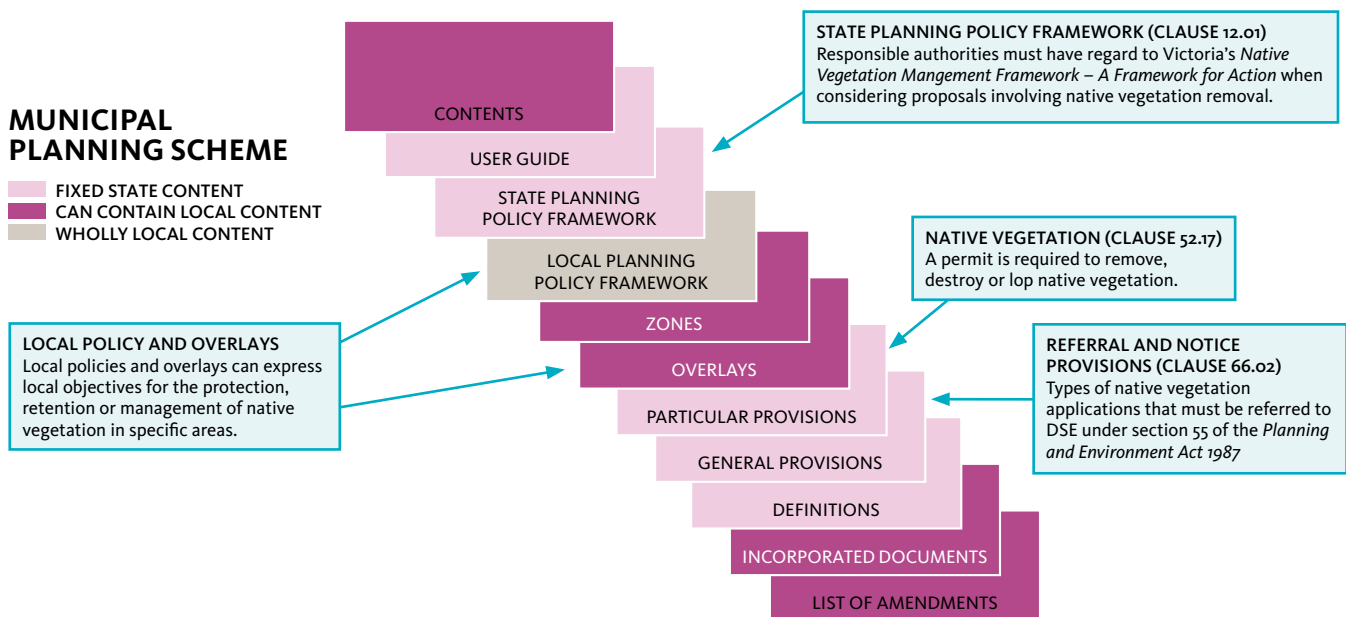 MUNICIPAL
PLANNING SCHEME
FIXED STATE CONTENT
CAN CONTAIN LOCAL CONTENT
WHOLLY LOCAL CONTENT
CONTENTS
USER GUIDE
STATE PLANNING
POLICY FRAMEWORK
LOCAL PLANNING
POLICY FRAMEWORK
ZONES
OVERLAYS
PARTICULAR PROVISIONS
GENERAL PROVISIONS
DEFINITIONS
INCORPORATED DOCUMENTS
LIST OF AMENDMENTS
STATE PLANNING POLICY FRAMEWORK (CLAUSE 12.01)
Responsible authorities must have regard to Victoria's Native
Vegetation Mangement Framework – A Framework for Action when
considering proposals involving native vegetation removal.
NATIVE VEGETATION (CLAUSE 52.17)
A permit is required to remove,
destroy or lop native vegetation.
REFERRAL AND NOTICE
PROVISIONS (CLAUSE 66.02)
Types of native vegetation
applications that must be referred to
DSE under section 55 of the Planning
and Environment Act 1987
LOCAL POLICY AND OVERLAYS
Local policies and overlays can express
local objectives for the protection,
retention or management of native
vegetation in specific areas.